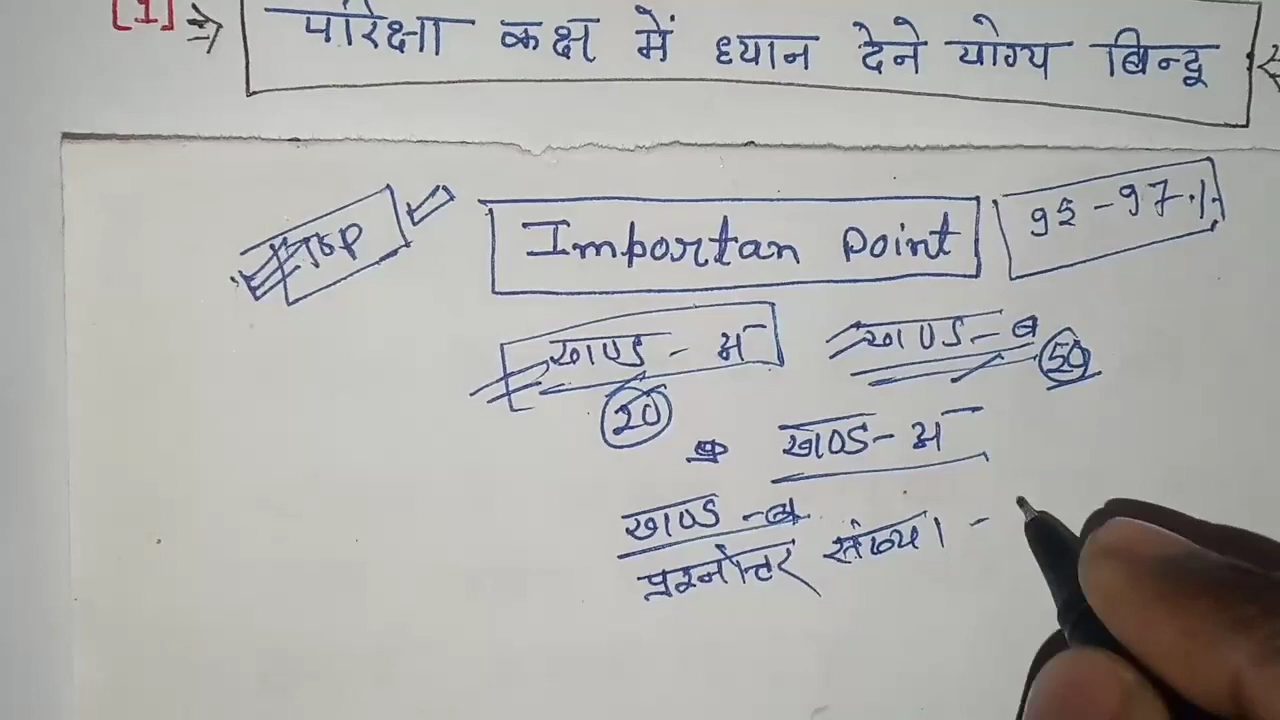 [1] ⇒ परिक्षा कक्ष में ध्यान देने योग्य बिन्दू
Top ✓ Importan Point 95-97%
खण्ड - अ खण्ड - ब 50
20
खण्ड - अ
खण्ड - ब
प्रश्नोत्तर संख्या -